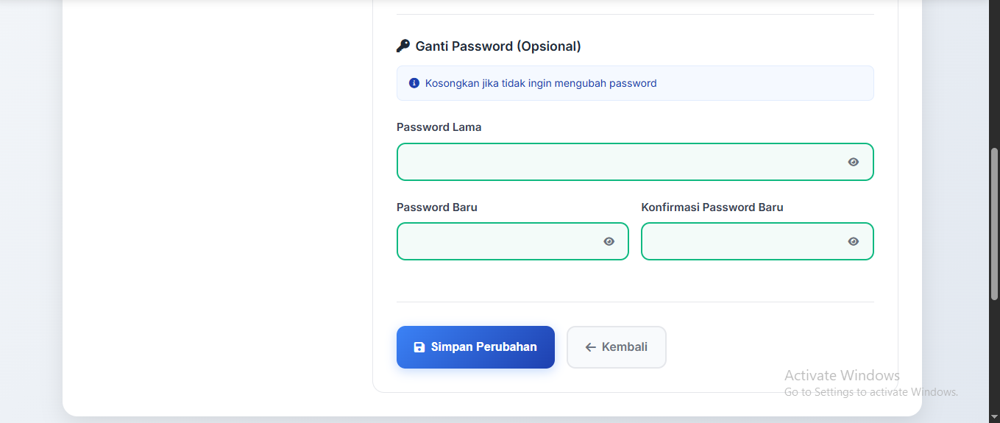 Ganti Password (Opsional)
Kosongkan jika tidak ingin mengubah password
Password Lama
Password Baru
Konfirmasi Password Baru
Simpan Perubahan
Kembali
Activate Windows
Go to Settings to activate Windows.